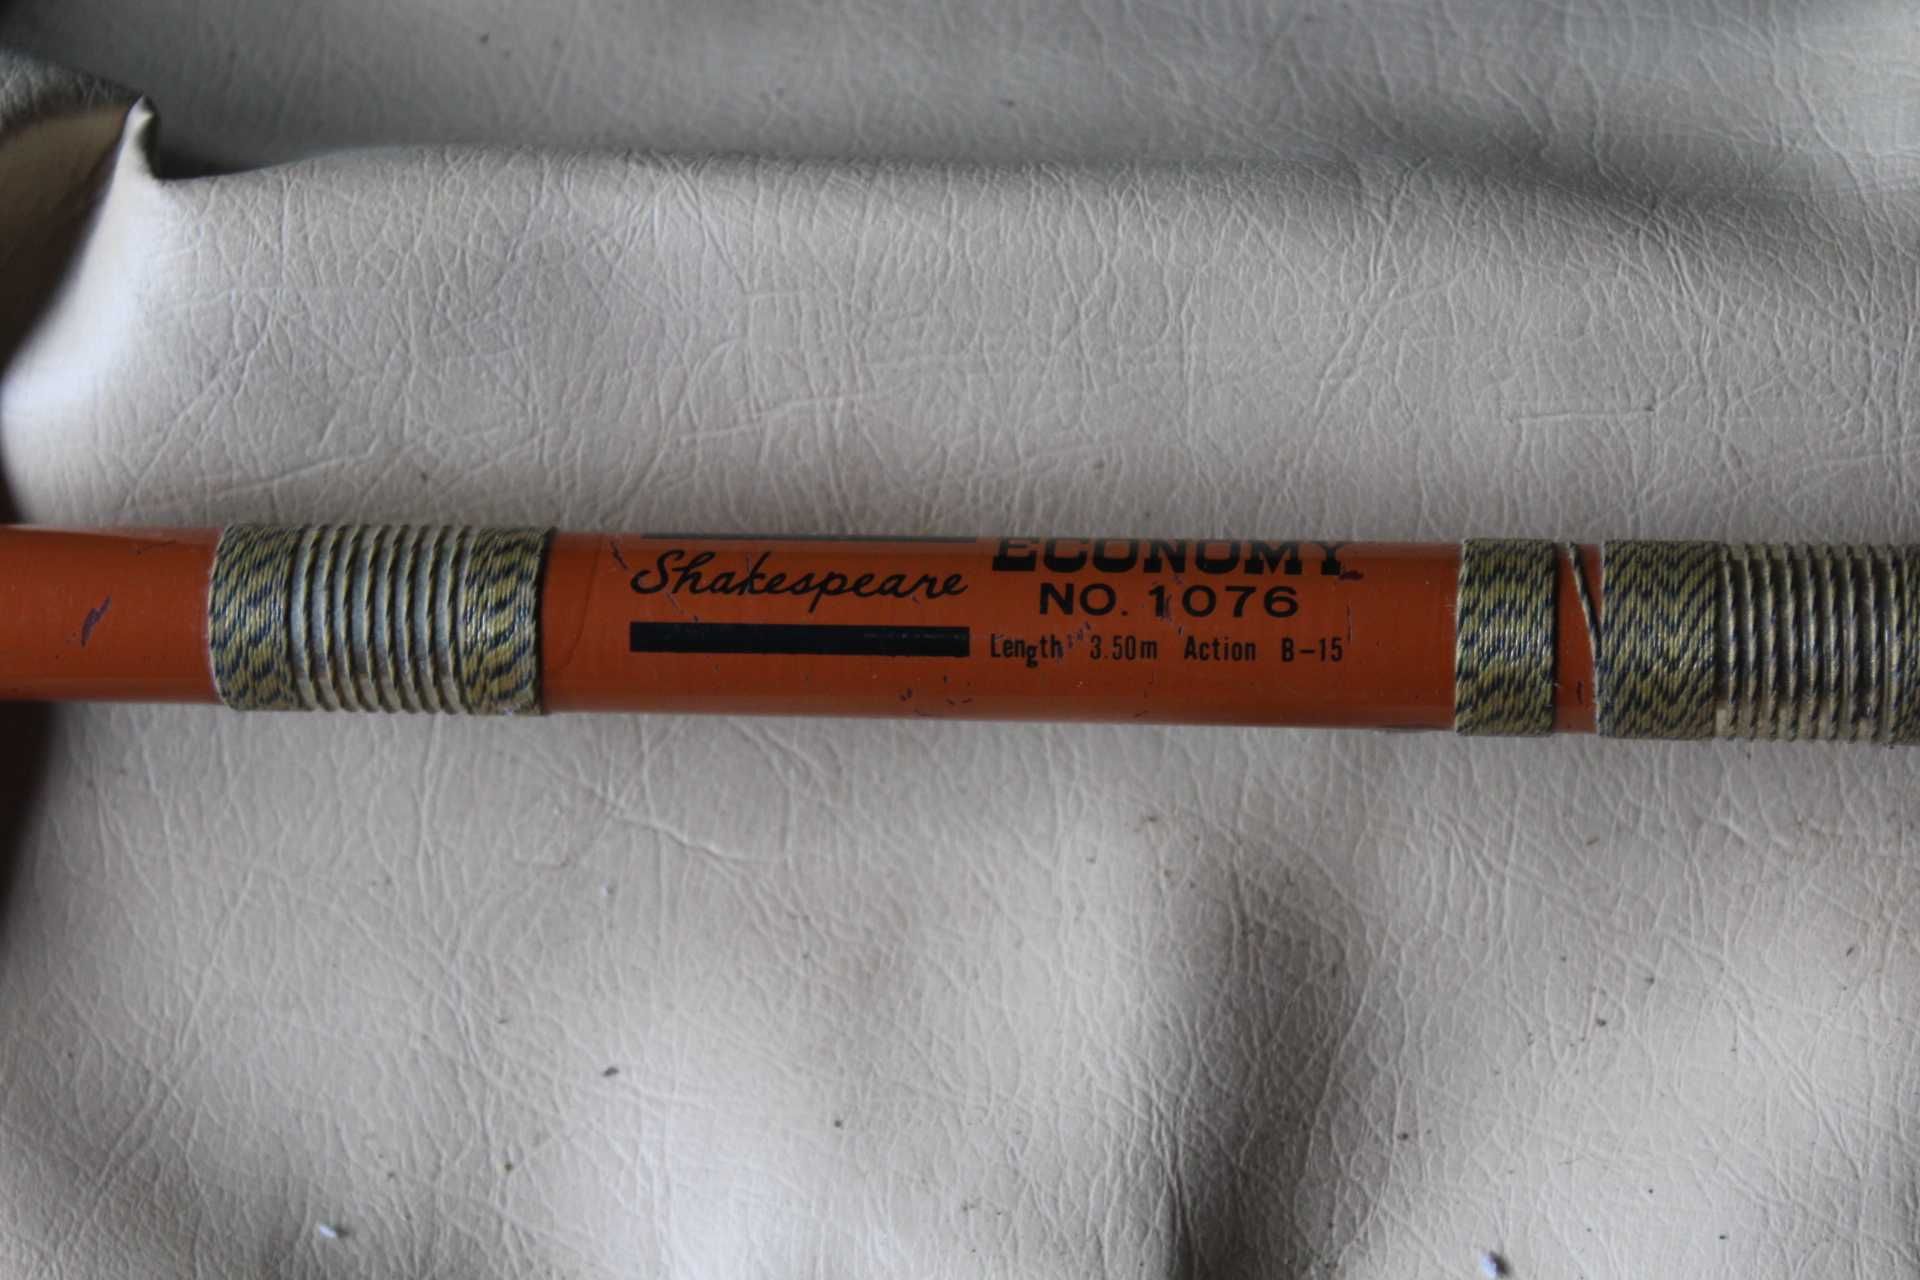 Shakespeare
ECONOMY
NO. 1076
Length 3.50m Action B-15